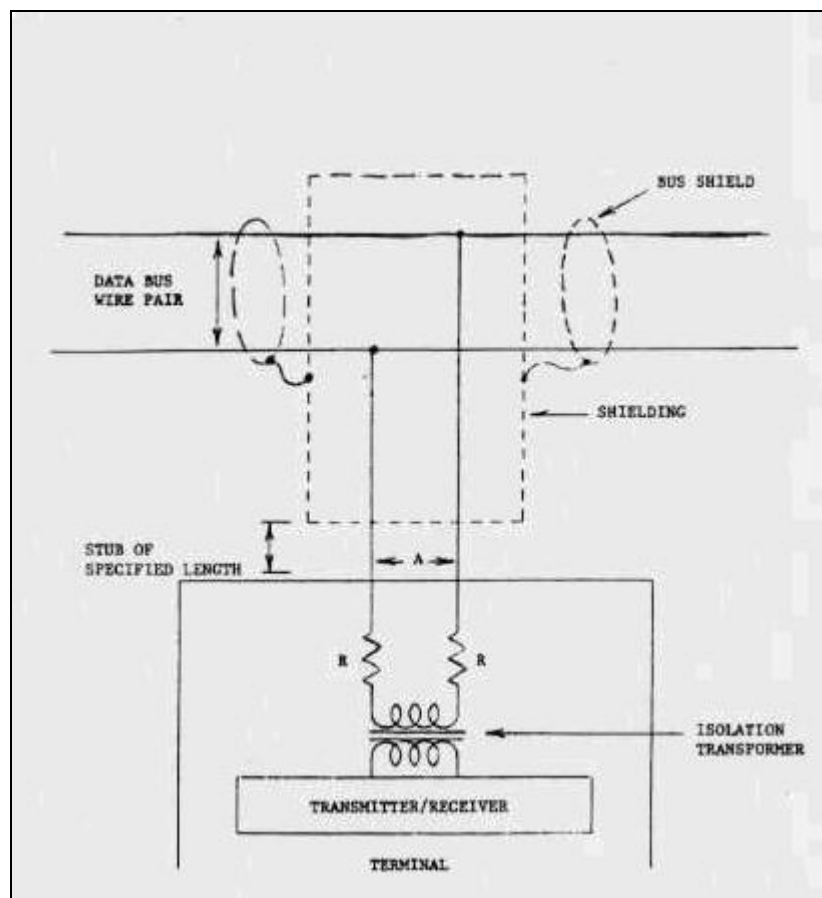 BUS SHIELD
DATA BUS
WIRE PAIR
SHIELDING
STUB OF
SPECIFIED LENGTH
A
R
R
ISOLATION
TRANSFORMER
TRANSMITTER/RECEIVER
TERMINAL